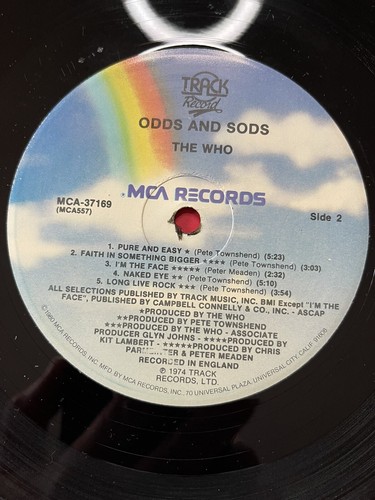 TRACK
Record
ODDS AND SODS
THE WHO
MCA RECORDS
MCA-37169
(MCA557)
Side 2
1. PURE AND EASY ★ (Pete Townshend) (5:23)
2. FAITH IN SOMETHING BIGGER ★★★★ (Pete Townshend) (3:03)
3. I'M THE FACE ★★★★★ (Peter Meaden) (2:32)
4. NAKED EYE ★★ (Pete Townshend) (5:10)
5. LONG LIVE ROCK ★★★ (Pete Townshend) (3:54)
ALL SELECTIONS PUBLISHED BY TRACK MUSIC, INC. BMI Except "I'M THE
FACE", PUBLISHED BY CAMPBELL CONNELLY & CO., INC. - ASCAP
★PRODUCED BY THE WHO
★★PRODUCED BY PETE TOWNSHEND
★★★PRODUCED BY THE WHO - ASSOCIATE
PRODUCER GLYN JOHNS - ★★★★PRODUCED BY
KIT LAMBERT - ★★★★★PRODUCED BY CHRIS
& PETER MEADEN
RECORDED IN ENGLAND
℗ 1974 TRACK
RECORDS, LTD.
©1980 MCA RECORDS, INC. MFG BY MCA RECORDS, INC., 70 UNIVERSAL PLAZA, UNIVERSAL CITY, CALIF. 91608